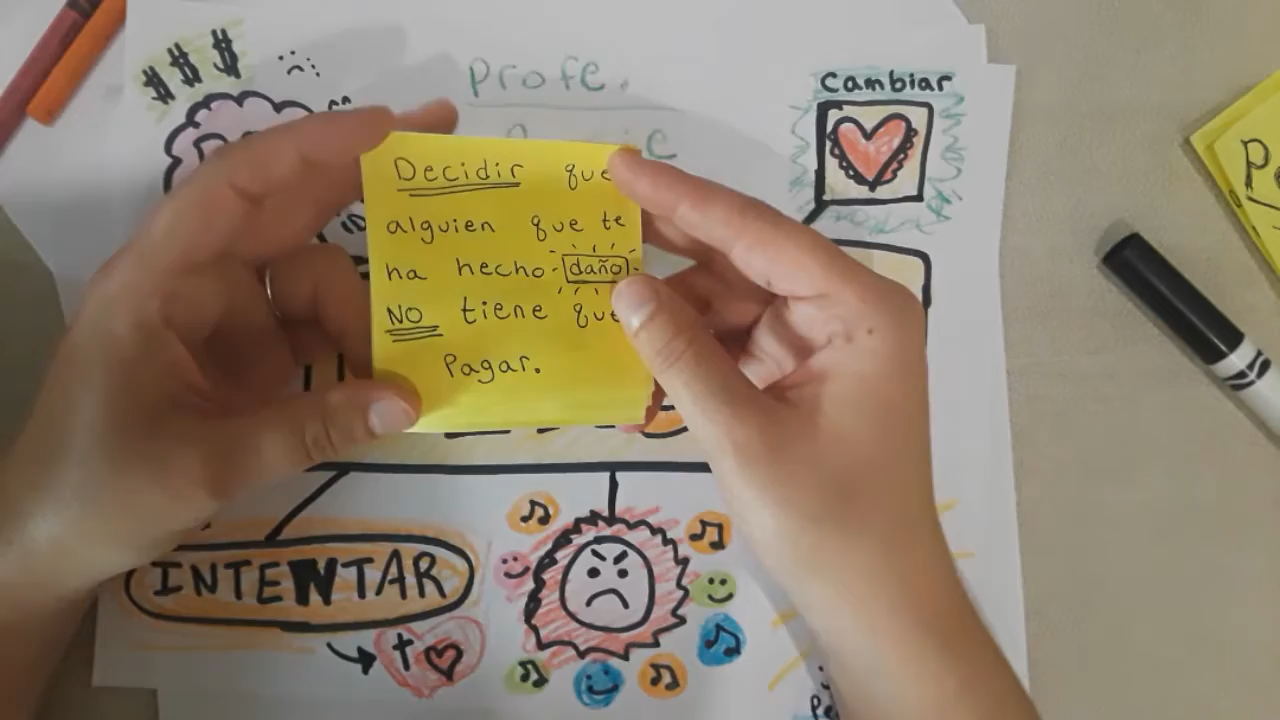 $ $ $
Profe.
Cambiar
Decidir que
alguien que te
ha hecho daño
NO tiene que
Pagar.
INTENTAR